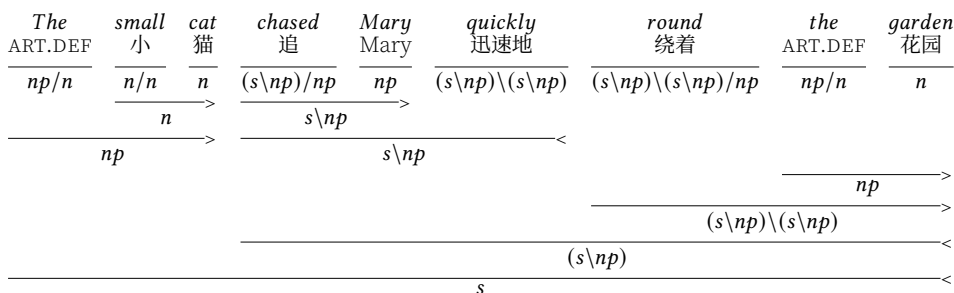 The small cat chased Mary quickly round the garden
ART.DEF 小 猫 追 Mary 迅速地 绕着 ART.DEF 花园
np/n n/n n (s\np)/np np (s\np)\(s\np) (s\np)\(s\np)/np np/n n
> >
n s\np
> <
np s\np
>
np
>
(s\np)\(s\np)
<
(s\np)
<
s